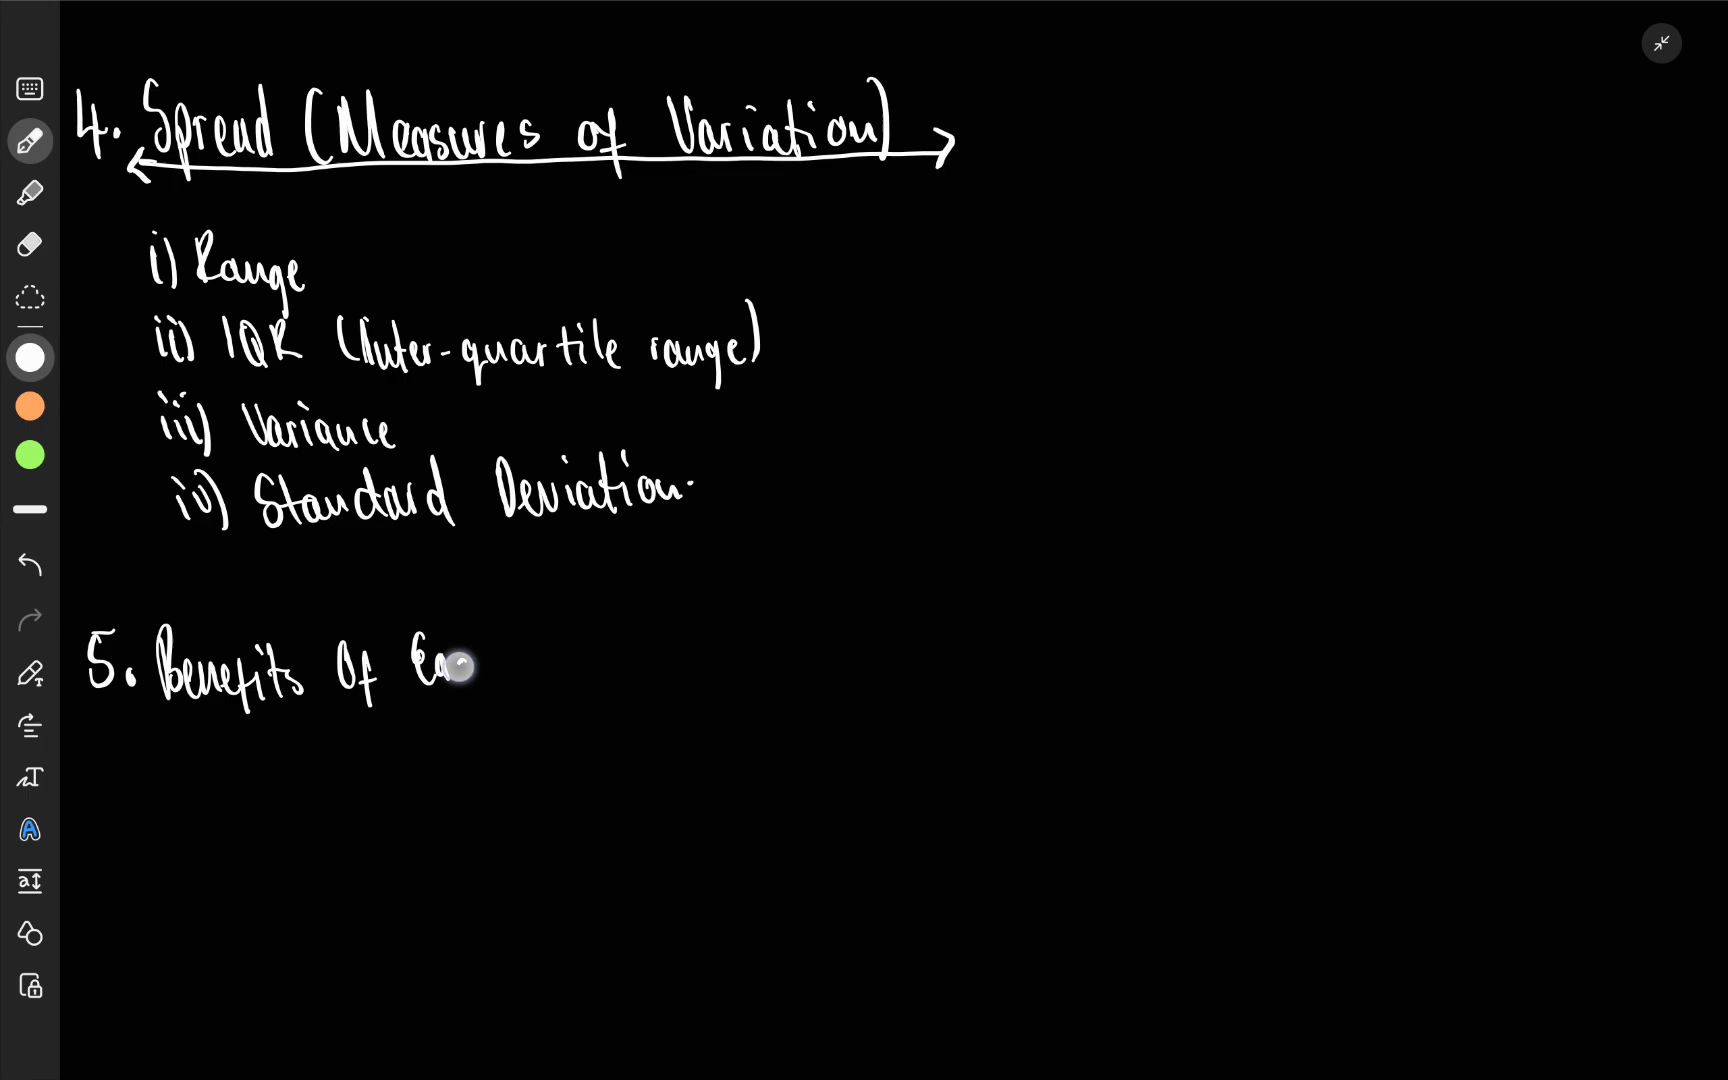 4. Spread (Measures of Variation)
i) Range
ii) IQR (Inter-quartile range)
iii) Variance
iv) Standard Deviation.
5. Benefits Of Ea